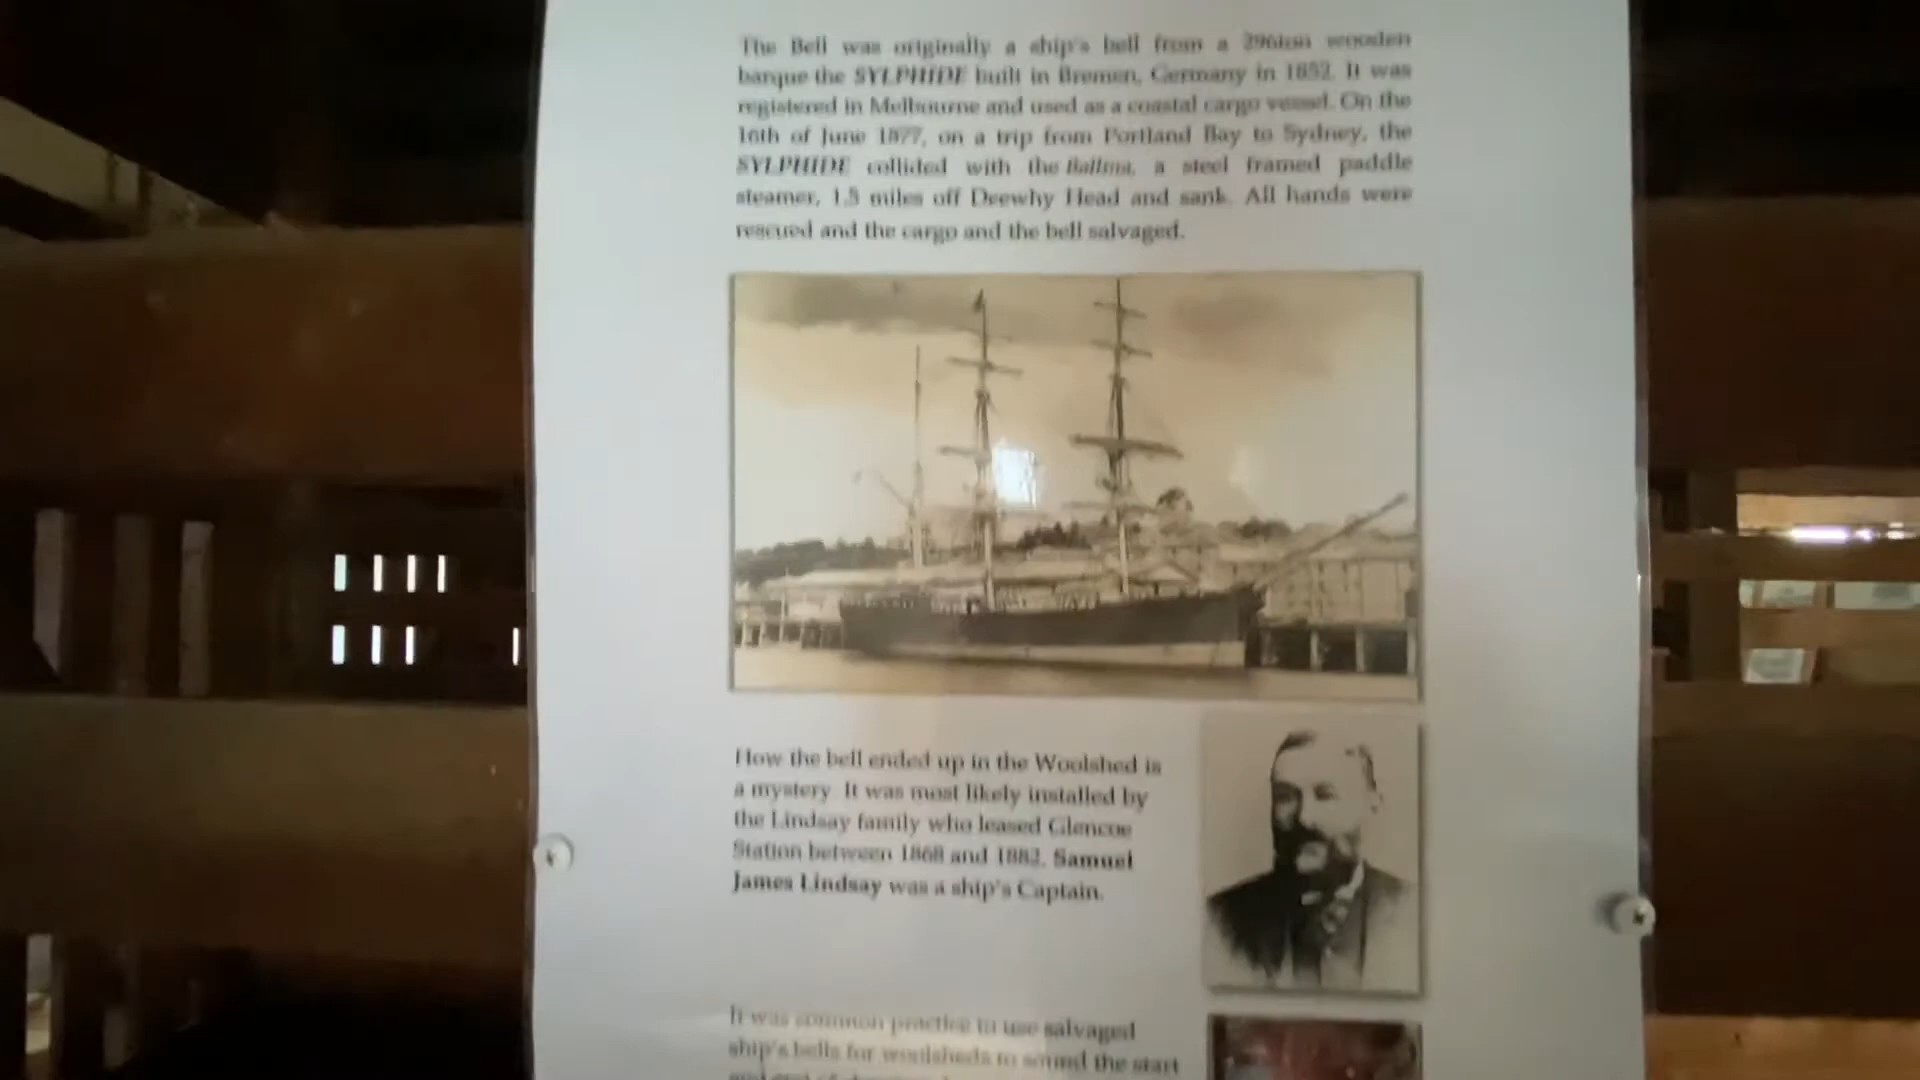 The Bell was originally a ship's bell from a 296ton wooden
barque the SYLPHIDE built in Bremen, Germany in 1852. It was
registered in Melbourne and used as a coastal cargo vessel. On the
16th of June 1877, on a trip from Portland Bay to Sydney, the
SYLPHIDE collided with the Ballina, a steel framed paddle
steamer, 1.5 miles off Deewhy Head and sank. All hands were
rescued and the cargo and the bell salvaged.
How the bell ended up in the Woolshed is
a mystery. It was most likely installed by
the Lindsay family who leased Glencoe
Station between 1868 and 1882. Samuel
James Lindsay was a ship's Captain.
It was common practice to use salvaged
ship's bells for woolsheds to sound the start